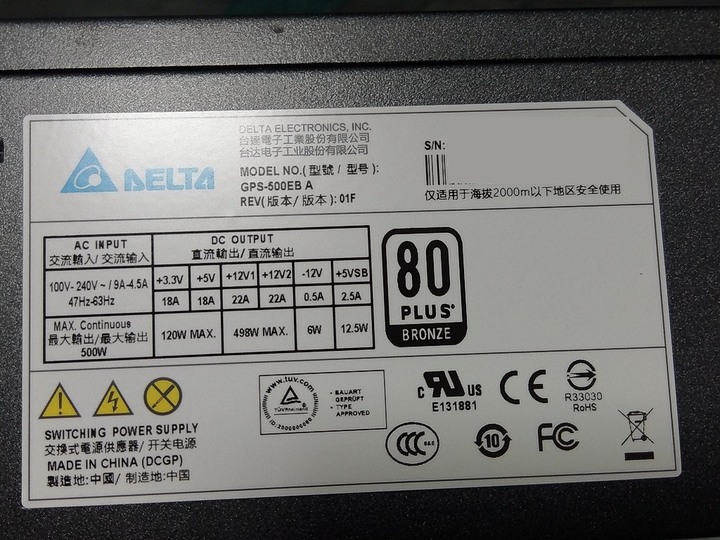 DELTA
DELTA ELECTRONICS, INC.
台達電子工業股份有限公司
台达电子工业股份有限公司
MODEL NO.(型號/ 型号):
GPS-500EB A
REV(版本/ 版本): 01F
S/N:
仅适用于海拔2000m以下地区安全使用
AC INPUT
交流輸入/ 交流输入
DC OUTPUT
直流輸出/ 直流输出
100V- 240V ~ / 9A-4.5A
47Hz-63Hz
+3.3V +5V +12V1 +12V2 -12V +5VSB
18A 18A 22A 22A 0.5A 2.5A
MAX. Continuous
最大輸出/最大输出
500W
120W MAX. 498W MAX. 6W 12.5W
80
PLUS
BRONZE
SWITCHING POWER SUPPLY
交換式電源供應器/ 开关电源
MADE IN CHINA (DCGP)
製造地:中國/ 制造地:中国
www.tuv.com
TÜVRheinland
ID:2000000000
- BAUART
GEPRÜFT
- TYPE
APPROVED
c RU US
E131881
CE
R33030
RoHS
CCC S&E
10
FC